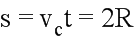 s = v_c t = 2R